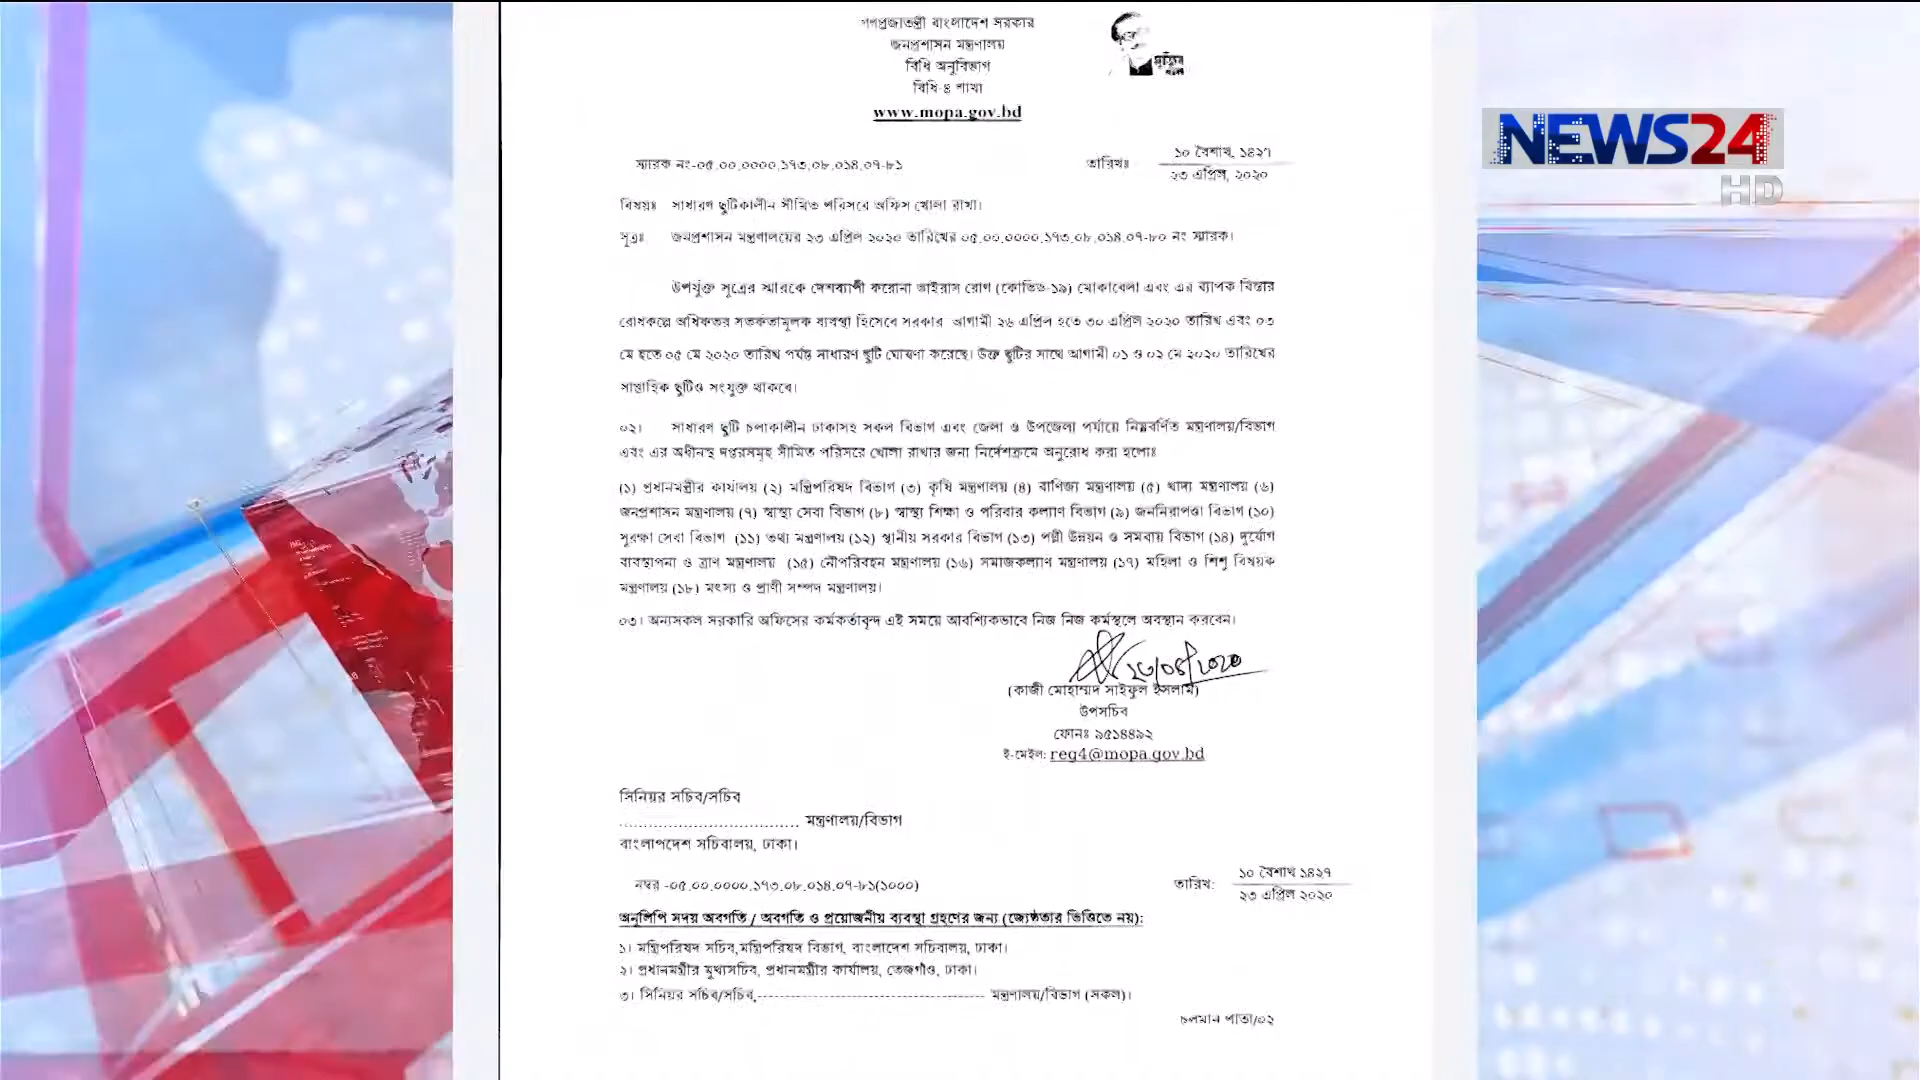 গণপ্রজাতন্ত্রী বাংলাদেশ সরকার
জনপ্রশাসন মন্ত্রণালয়
বিধি অনুবিভাগ
বিধি-৪ শাখা
www.mopa.gov.bd
NEWS24
HD
স্মারক নং-০৫.০০.০০০০.১৭৩.০৮.০১৪.০৭-৮১
তারিখঃ
১০ বৈশাখ, ১৪২৭
২৩ এপ্রিল, ২০২০
বিষয়ঃ সাধারণ ছুটিকালীন সীমিত পরিসরে অফিস খোলা রাখা।
সূত্রঃ জনপ্রশাসন মন্ত্রণালয়ের ২৩ এপ্রিল ২০২০ তারিখের ০৫.০০.০০০০.১৭৩.০৮.০১৪.০৭-৮০ নং স্মারক।
উপর্যুক্ত সূত্রের স্মারকে দেশব্যাপী করোনা ভাইরাস রোগ (কোভিড-১৯) মোকাবেলা এবং এর ব্যাপক বিস্তার
রোধকল্পে অধিকতর সতর্কতামূলক ব্যবস্থা হিসেবে সরকার আগামী ২৬ এপ্রিল হতে ৩০ এপ্রিল ২০২০ তারিখ এবং ০৩
মে হতে ০৫ মে ২০২০ তারিখ পর্যন্ত সাধারণ ছুটি ঘোষণা করেছে। উক্ত ছুটির সাথে আগামী ০১ ও ০২ মে ২০২০ তারিখের
সাপ্তাহিক ছুটিও সংযুক্ত থাকবে।
০২। সাধারণ ছুটি চলাকালীন ঢাকাসহ সকল বিভাগ এবং জেলা ও উপজেলা পর্যায়ে নিম্নবর্ণিত মন্ত্রণালয়/বিভাগ
এবং এর অধীনস্থ দপ্তরসমূহ সীমিত পরিসরে খোলা রাখার জন্য নির্দেশক্রমে অনুরোধ করা হলোঃ
(১) প্রধানমন্ত্রীর কার্যালয় (২) মন্ত্রিপরিষদ বিভাগ (৩) কৃষি মন্ত্রণালয় (৪) বাণিজ্য মন্ত্রণালয় (৫) খাদ্য মন্ত্রণালয় (৬)
জনপ্রশাসন মন্ত্রণালয় (৭) স্বাস্থ্য সেবা বিভাগ (৮) স্বাস্থ্য শিক্ষা ও পরিবার কল্যাণ বিভাগ (৯) জননিরাপত্তা বিভাগ (১০)
সুরক্ষা সেবা বিভাগ (১১) তথ্য মন্ত্রণালয় (১২) স্থানীয় সরকার বিভাগ (১৩) পল্লী উন্নয়ন ও সমবায় বিভাগ (১৪) দুর্যোগ
ব্যবস্থাপনা ও ত্রাণ মন্ত্রণালয় (১৫) নৌপরিবহন মন্ত্রণালয় (১৬) সমাজকল্যাণ মন্ত্রণালয় (১৭) মহিলা ও শিশু বিষয়ক
মন্ত্রণালয় (১৮) মৎস্য ও প্রাণী সম্পদ মন্ত্রণালয়।
০৩। অন্যসকল সরকারি অফিসের কর্মকর্তাবৃন্দ এই সময়ে আবশ্যিকভাবে নিজ নিজ কর্মস্থলে অবস্থান করবেন।
২৩/০৪/২০২০
(কাজী মোহাম্মদ সাইফুল ইসলাম)
উপসচিব
ফোনঃ ৯৫১৪৪৯২
ই-মেইল: reg4@mopa.gov.bd
সিনিয়র সচিব/সচিব
................................... মন্ত্রণালয়/বিভাগ
বাংলাদেশ সচিবালয়, ঢাকা।
নম্বর -০৫.০০.০০০০.১৭৩.০৮.০১৪.০৭-৮১(১০০০)
তারিখ:
১০ বৈশাখ ১৪২৭
২৩ এপ্রিল ২০২০
অনুলিপি সদয় অবগতি / অবগতি ও প্রয়োজনীয় ব্যবস্থা গ্রহণের জন্য (জ্যেষ্ঠতার ভিত্তিতে নয়):
১। মন্ত্রিপরিষদ সচিব,মন্ত্রিপরিষদ বিভাগ, বাংলাদেশ সচিবালয়, ঢাকা।
২। প্রধানমন্ত্রীর মুখ্যসচিব, প্রধানমন্ত্রীর কার্যালয়, তেজগাঁও, ঢাকা।
৩। সিনিয়র সচিব/সচিব,-------------------------------------- মন্ত্রণালয়/বিভাগ (সকল)।
চলমান পাতা/০২